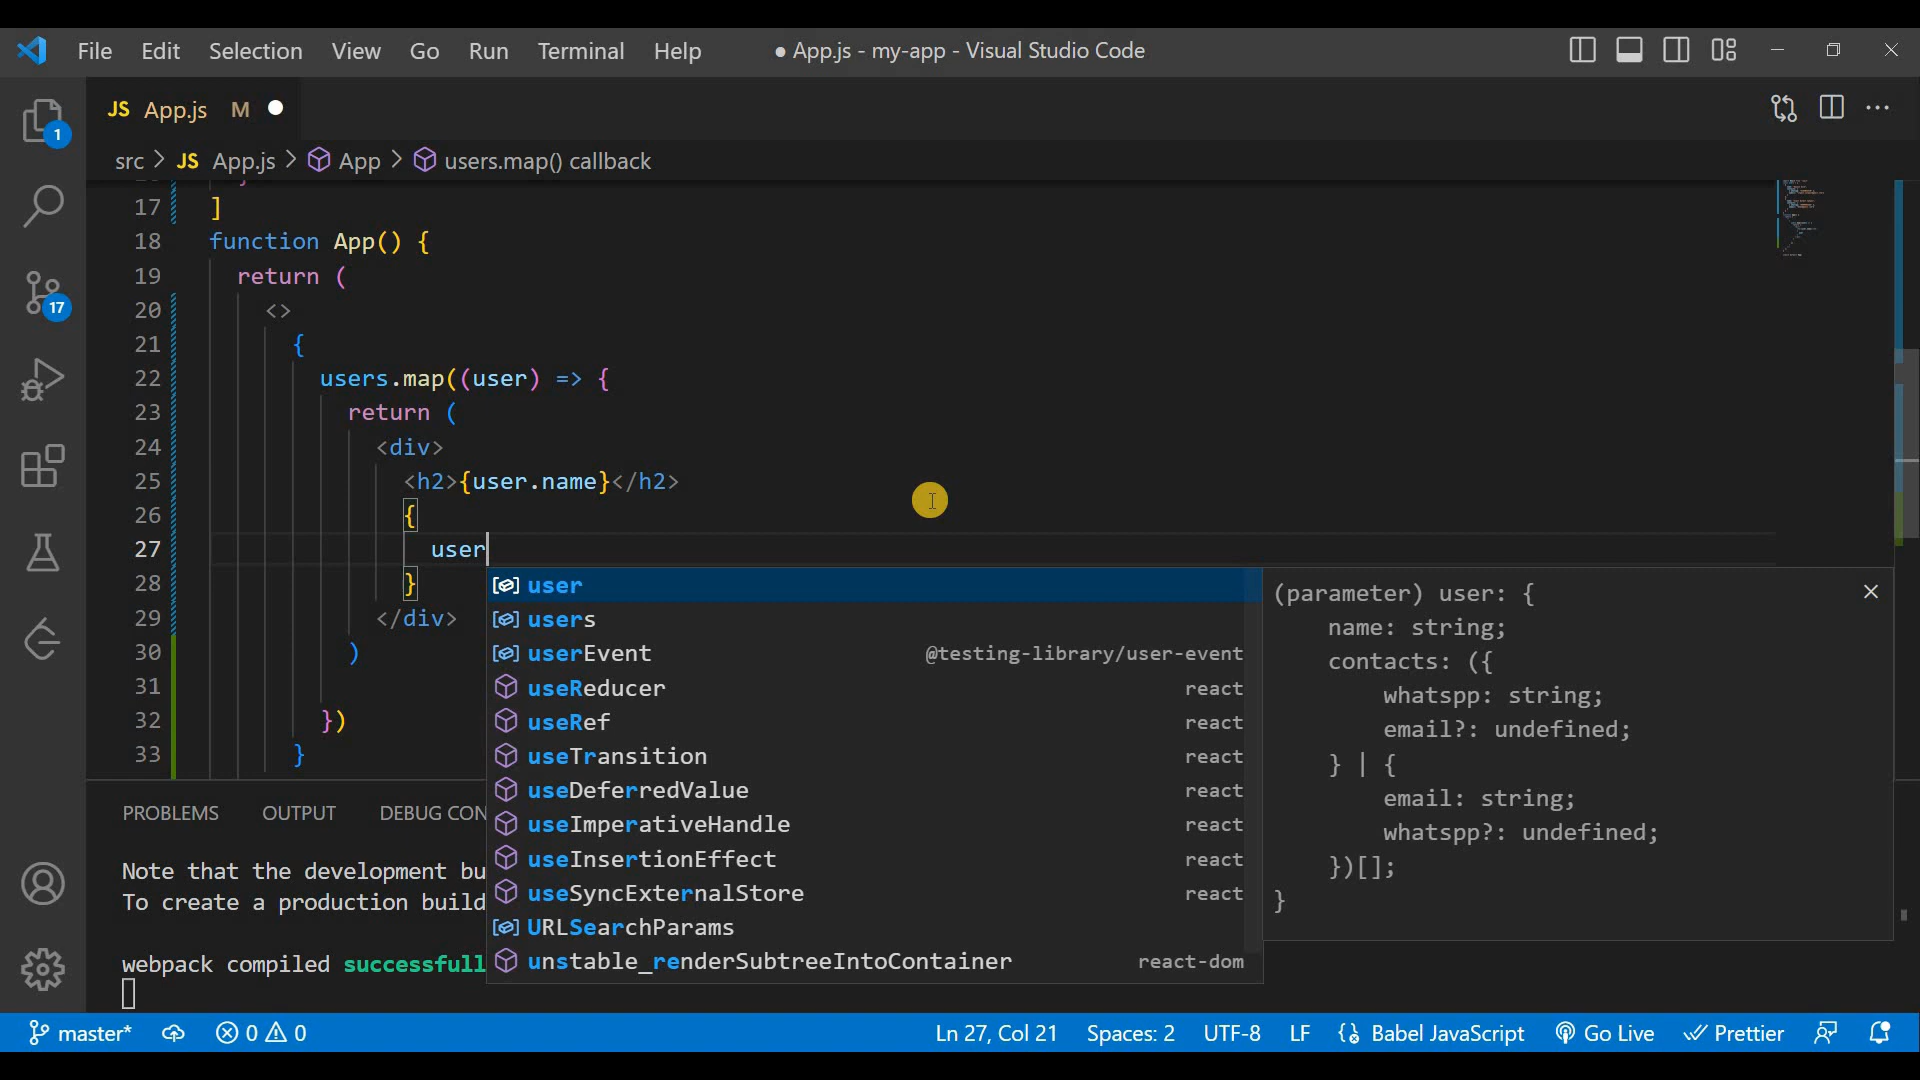 File Edit Selection View Go Run Terminal Help ● App.js - my-app - Visual Studio Code
JS App.js M
src > JS App.js > App > users.map() callback
17 ]
18 function App() {
19 return (
20 <>
21 {
22 users.map((user) => {
23 return (
24 <div>
25 <h2>{user.name}</h2>
26 {
27 user
28 }
29 </div>
30 )
31
32 })
33 }
1
17
user
users
userEvent @testing-library/user-event
useReducer react
useRef react
useTransition react
useDeferredValue react
useImperativeHandle react
useInsertionEffect react
useSyncExternalStore react
URLSearchParams
unstable_renderSubtreeIntoContainer react-dom
(parameter) user: {
name: string;
contacts: ({
whatspp: string;
email?: undefined;
} | {
email: string;
whatspp?: undefined;
})[];
}
PROBLEMS OUTPUT DEBUG CON
Note that the development bu
To create a production build
webpack compiled successfull
master* 0 0 Ln 27, Col 21 Spaces: 2 UTF-8 LF {} Babel JavaScript Go Live Prettier